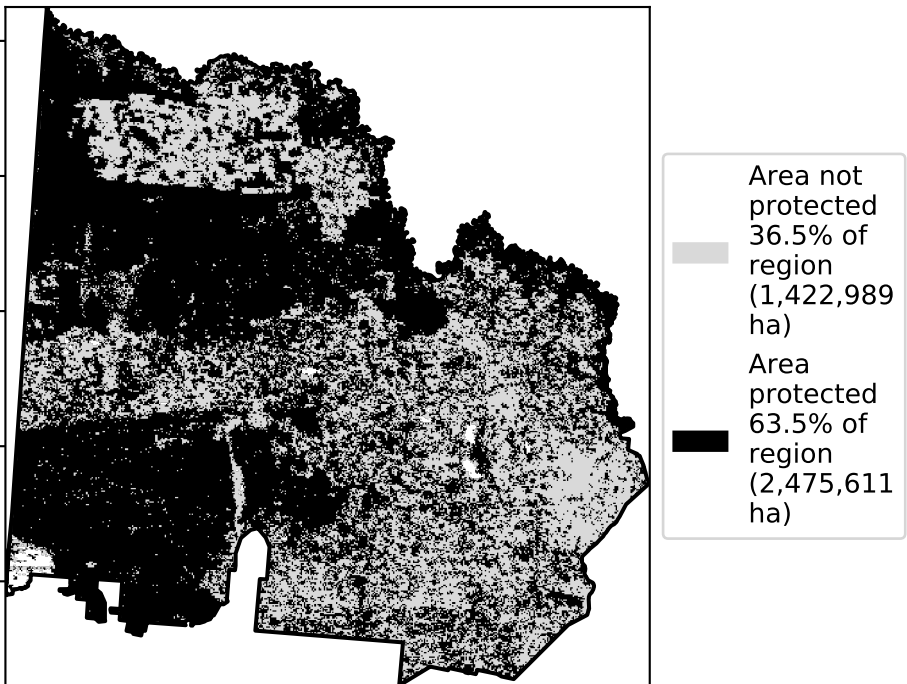 Area not
protected
36.5% of
region
(1,422,989
ha)
Area
protected
63.5% of
region
(2,475,611
ha)